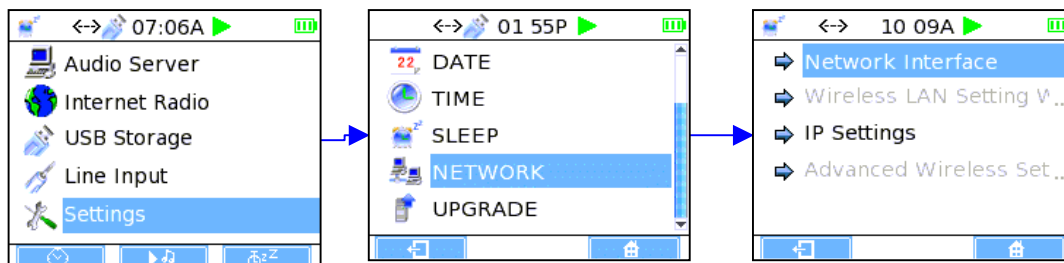 07:06A
Audio Server
Internet Radio
USB Storage
Line Input
Settings
zZ
01 55P
22
DATE
TIME
SLEEP
NETWORK
UPGRADE
10 09A
Network Interface
Wireless LAN Setting W...
IP Settings
Advanced Wireless Set...